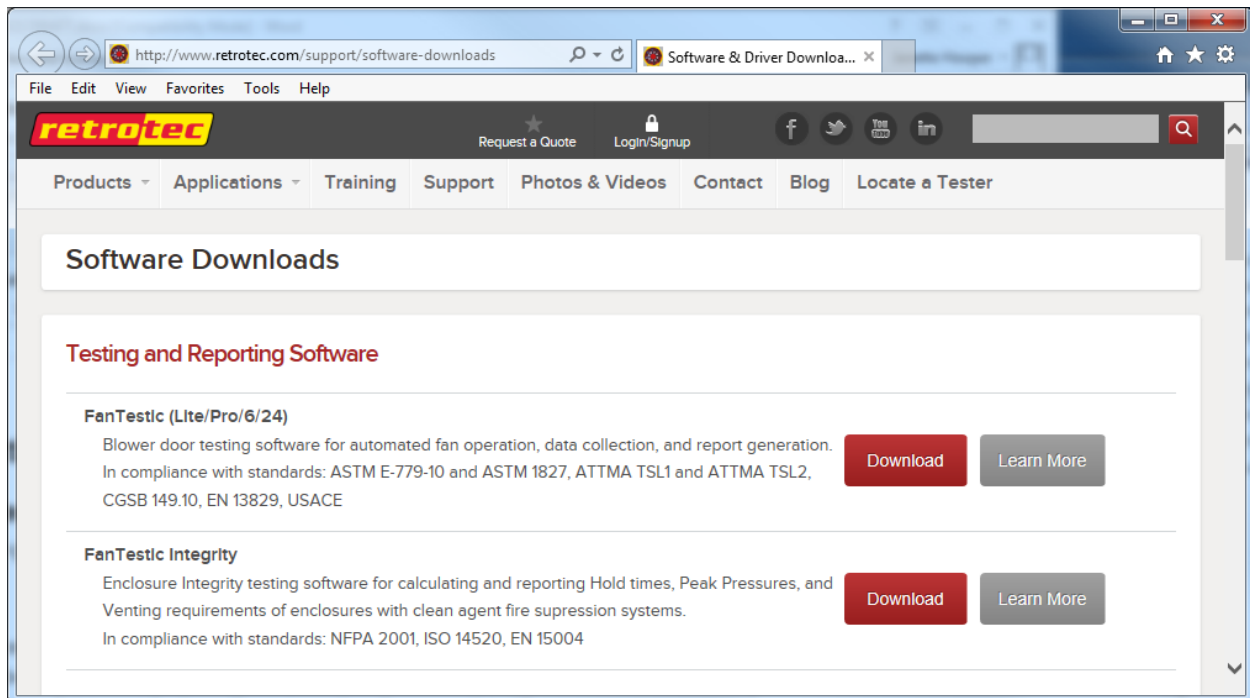 http://www.retrotec.com/support/software-downloads
Software & Driver Downloa...
File Edit View Favorites Tools Help
retrotec
Request a Quote
Login/Signup
You Tube
Products Applications Training Support Photos & Videos Contact Blog Locate a Tester
Software Downloads
Testing and Reporting Software
FanTestic (Lite/Pro/6/24)
Blower door testing software for automated fan operation, data collection, and report generation.
In compliance with standards: ASTM E-779-10 and ASTM 1827, ATTMA TSL1 and ATTMA TSL2,
CGSB 149.10, EN 13829, USACE
Download
Learn More
FanTestic Integrity
Enclosure Integrity testing software for calculating and reporting Hold times, Peak Pressures, and
Venting requirements of enclosures with clean agent fire supression systems.
In compliance with standards: NFPA 2001, ISO 14520, EN 15004
Download
Learn More